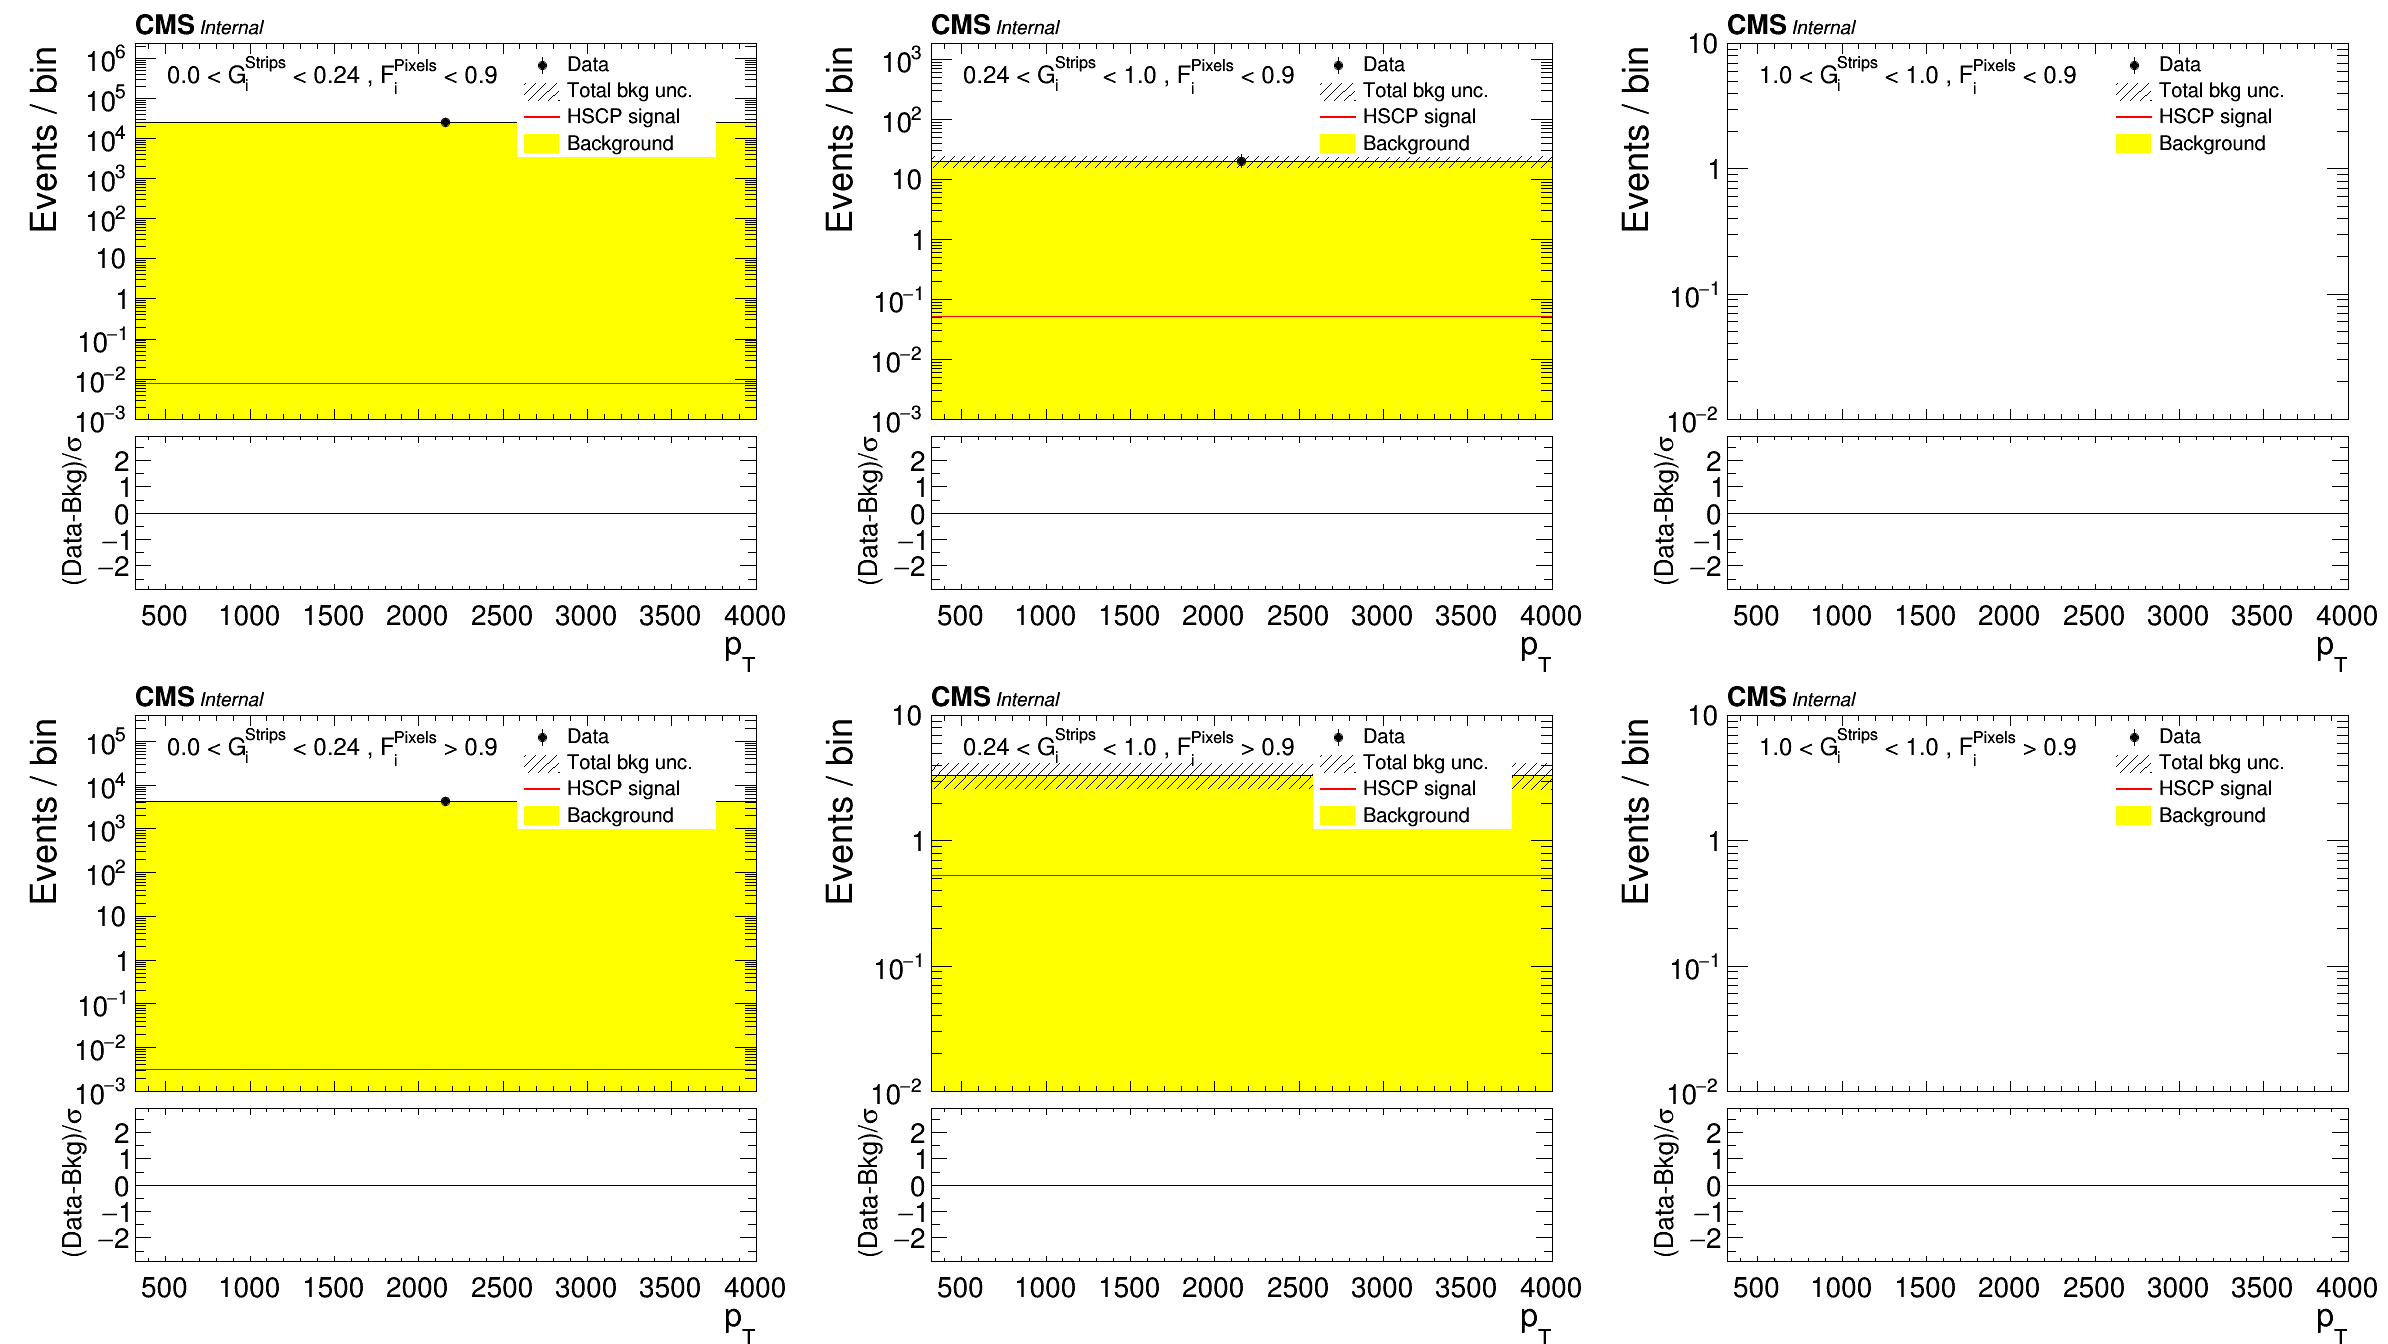 CMS Internal
Events / bin
10^6
10^5
10^4
10^3
10^2
10
1
10^−1
10^−2
10^−3
0.0 < G_i^Strips < 0.24 , F_i^Pixels < 0.9
Data
Total bkg unc.
HSCP signal
Background
(Data-Bkg)/σ
2
1
0
−1
−2
500 1000 1500 2000 2500 3000 3500 4000
p_T
CMS Internal
Events / bin
10^3
10^2
10
1
10^−1
10^−2
10^−3
0.24 < G_i^Strips < 1.0 , F_i^Pixels < 0.9
Data
Total bkg unc.
HSCP signal
Background
(Data-Bkg)/σ
2
1
0
−1
−2
500 1000 1500 2000 2500 3000 3500 4000
p_T
CMS Internal
Events / bin
10
1
10^−1
10^−2
1.0 < G_i^Strips < 1.0 , F_i^Pixels < 0.9
Data
Total bkg unc.
HSCP signal
Background
(Data-Bkg)/σ
2
1
0
−1
−2
500 1000 1500 2000 2500 3000 3500 4000
p_T
CMS Internal
Events / bin
10^5
10^4
10^3
10^2
10
1
10^−1
10^−2
10^−3
0.0 < G_i^Strips < 0.24 , F_i^Pixels > 0.9
Data
Total bkg unc.
HSCP signal
Background
(Data-Bkg)/σ
2
1
0
−1
−2
500 1000 1500 2000 2500 3000 3500 4000
p_T
CMS Internal
Events / bin
10
1
10^−1
10^−2
0.24 < G_i^Strips < 1.0 , F_i^Pixels > 0.9
Data
Total bkg unc.
HSCP signal
Background
(Data-Bkg)/σ
2
1
0
−1
−2
500 1000 1500 2000 2500 3000 3500 4000
p_T
CMS Internal
Events / bin
10
1
10^−1
10^−2
1.0 < G_i^Strips < 1.0 , F_i^Pixels > 0.9
Data
Total bkg unc.
HSCP signal
Background
(Data-Bkg)/σ
2
1
0
−1
−2
500 1000 1500 2000 2500 3000 3500 4000
p_T